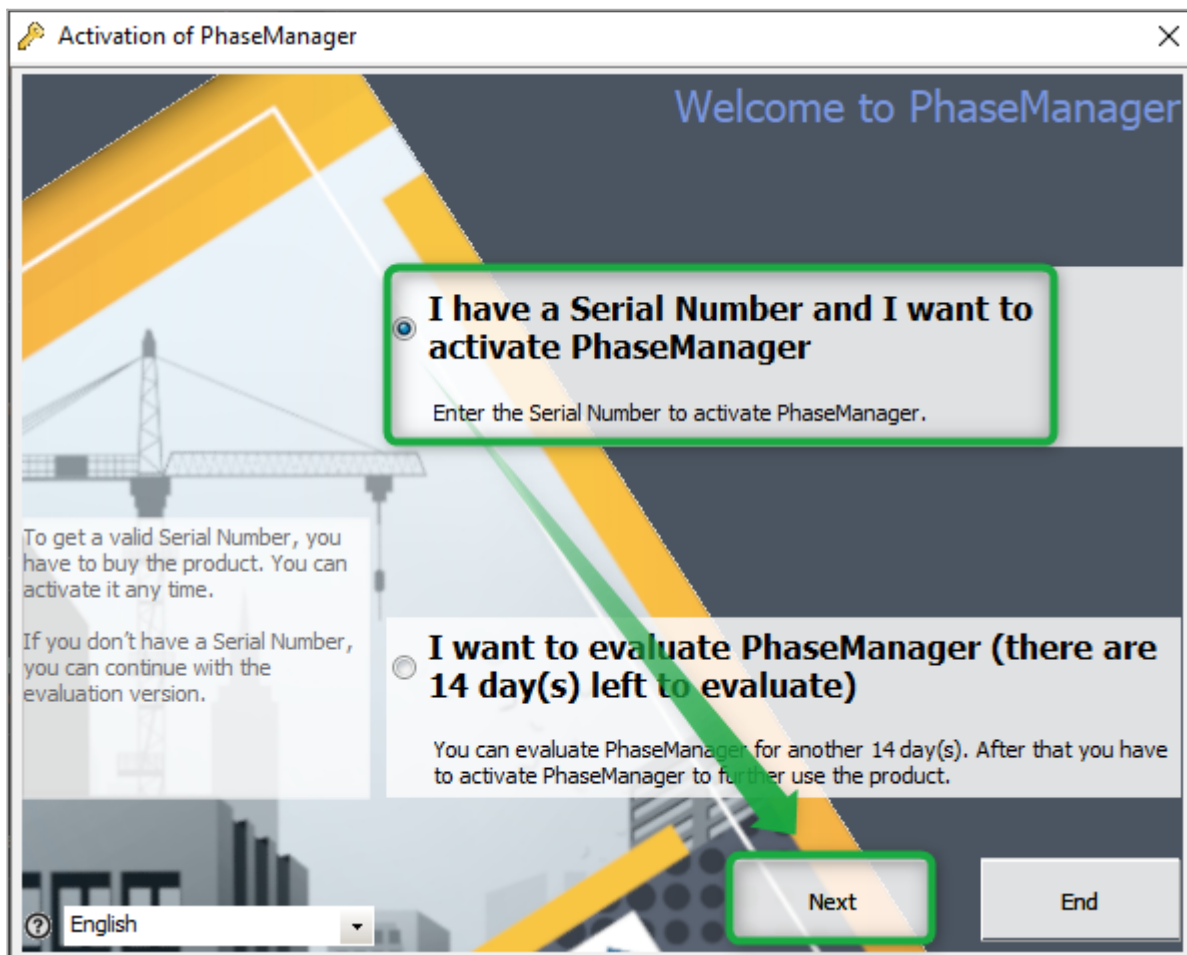 Activation of PhaseManager
Welcome to PhaseManager
I have a Serial Number and I want to
activate PhaseManager
Enter the Serial Number to activate PhaseManager.
To get a valid Serial Number, you
have to buy the product. You can
activate it any time.
If you don't have a Serial Number,
you can continue with the
evaluation version.
I want to evaluate PhaseManager (there are
14 day(s) left to evaluate)
You can evaluate PhaseManager for another 14 day(s). After that you have
to activate PhaseManager to further use the product.
English
Next
End